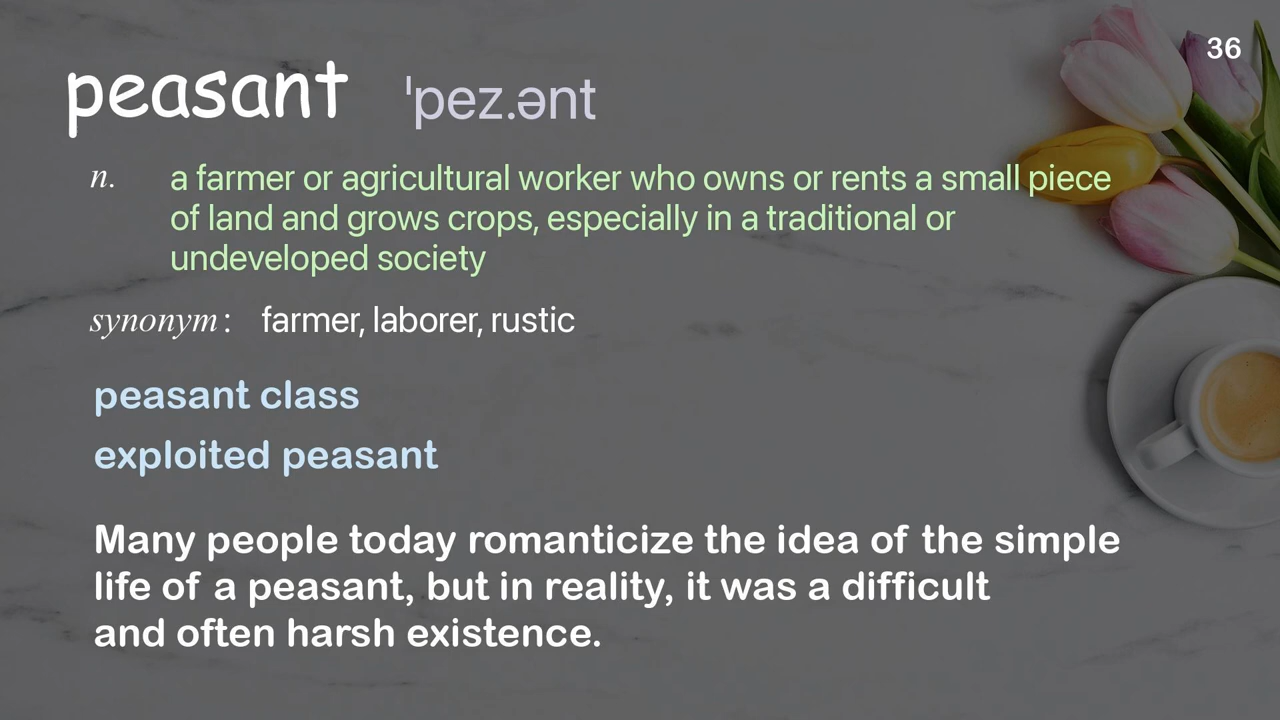 36
peasant ˈpez.ənt
n. a farmer or agricultural worker who owns or rents a small piece
of land and grows crops, especially in a traditional or
undeveloped society
synonym : farmer, laborer, rustic
peasant class
exploited peasant
Many people today romanticize the idea of the simple
life of a peasant, but in reality, it was a difficult
and often harsh existence.